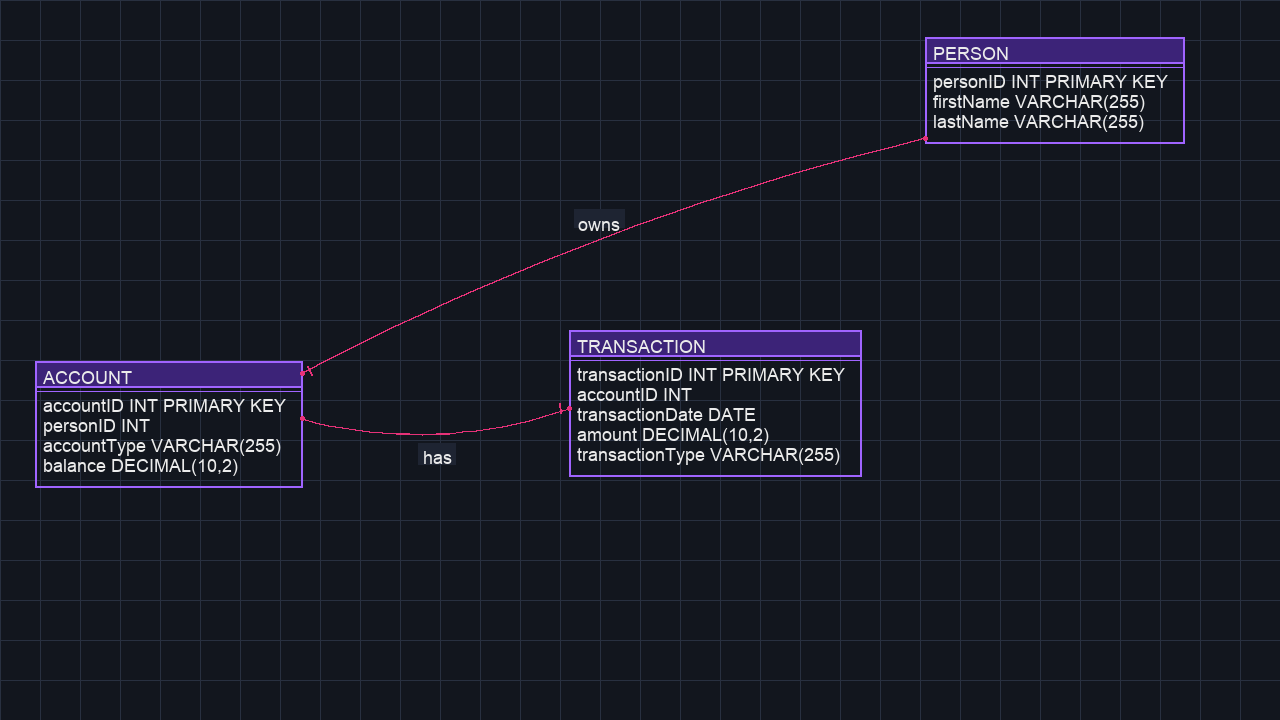 PERSON
personID INT PRIMARY KEY
firstName VARCHAR(255)
lastName VARCHAR(255)
owns
TRANSACTION
transactionID INT PRIMARY KEY
accountID INT
transactionDate DATE
amount DECIMAL(10,2)
transactionType VARCHAR(255)
ACCOUNT
accountID INT PRIMARY KEY
personID INT
accountType VARCHAR(255)
balance DECIMAL(10,2)
has